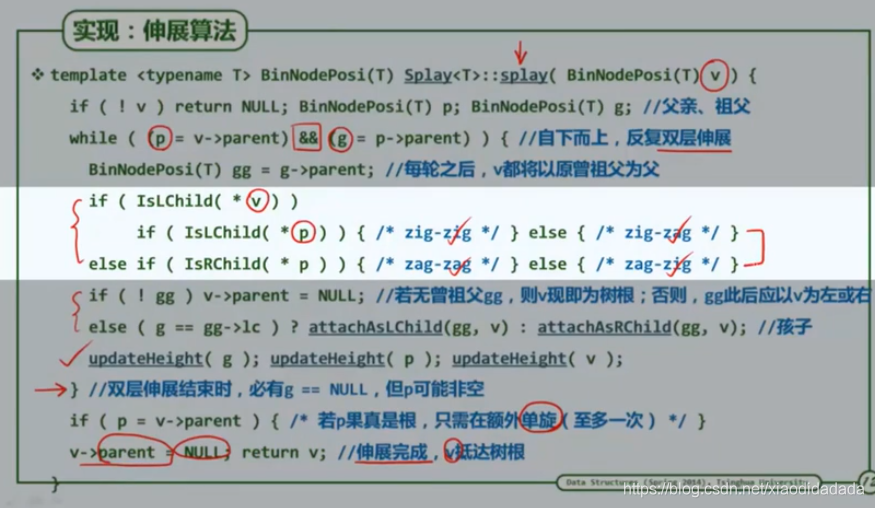 实现：伸展算法
❖ template <typename T> BinNodePosi(T) Splay<T>::splay( BinNodePosi(T) v ) {
if ( ! v ) return NULL; BinNodePosi(T) p; BinNodePosi(T) g; //父亲、祖父
while ( (p = v->parent) && (g = p->parent) ) { //自下而上，反复双层伸展
BinNodePosi(T) gg = g->parent; //每轮之后，v都将以原曾祖父为父
if ( IsLChild( * v ) )
if ( IsLChild( * p ) ) { /* zig-zig */ } else { /* zig-zag */ }
else if ( IsRChild( * p ) ) { /* zag-zag */ } else { /* zag-zig */ }
if ( ! gg ) v->parent = NULL; //若无曾祖父gg，则v现即为树根；否则，gg此后应以v为左或右
else ( g == gg->lc ) ? attachAsLChild(gg, v) : attachAsRChild(gg, v); //孩子
updateHeight( g ); updateHeight( p ); updateHeight( v );
} //双层伸展结束时，必有g == NULL，但p可能非空
if ( p = v->parent ) { /* 若p果真是根，只需在额外单旋（至多一次） */ }
v->parent = NULL; return v; //伸展完成，v抵达树根
}
Data Structures (Spring 2014), Tsinghua University
https://blog.csdn.net/xiaodidadada